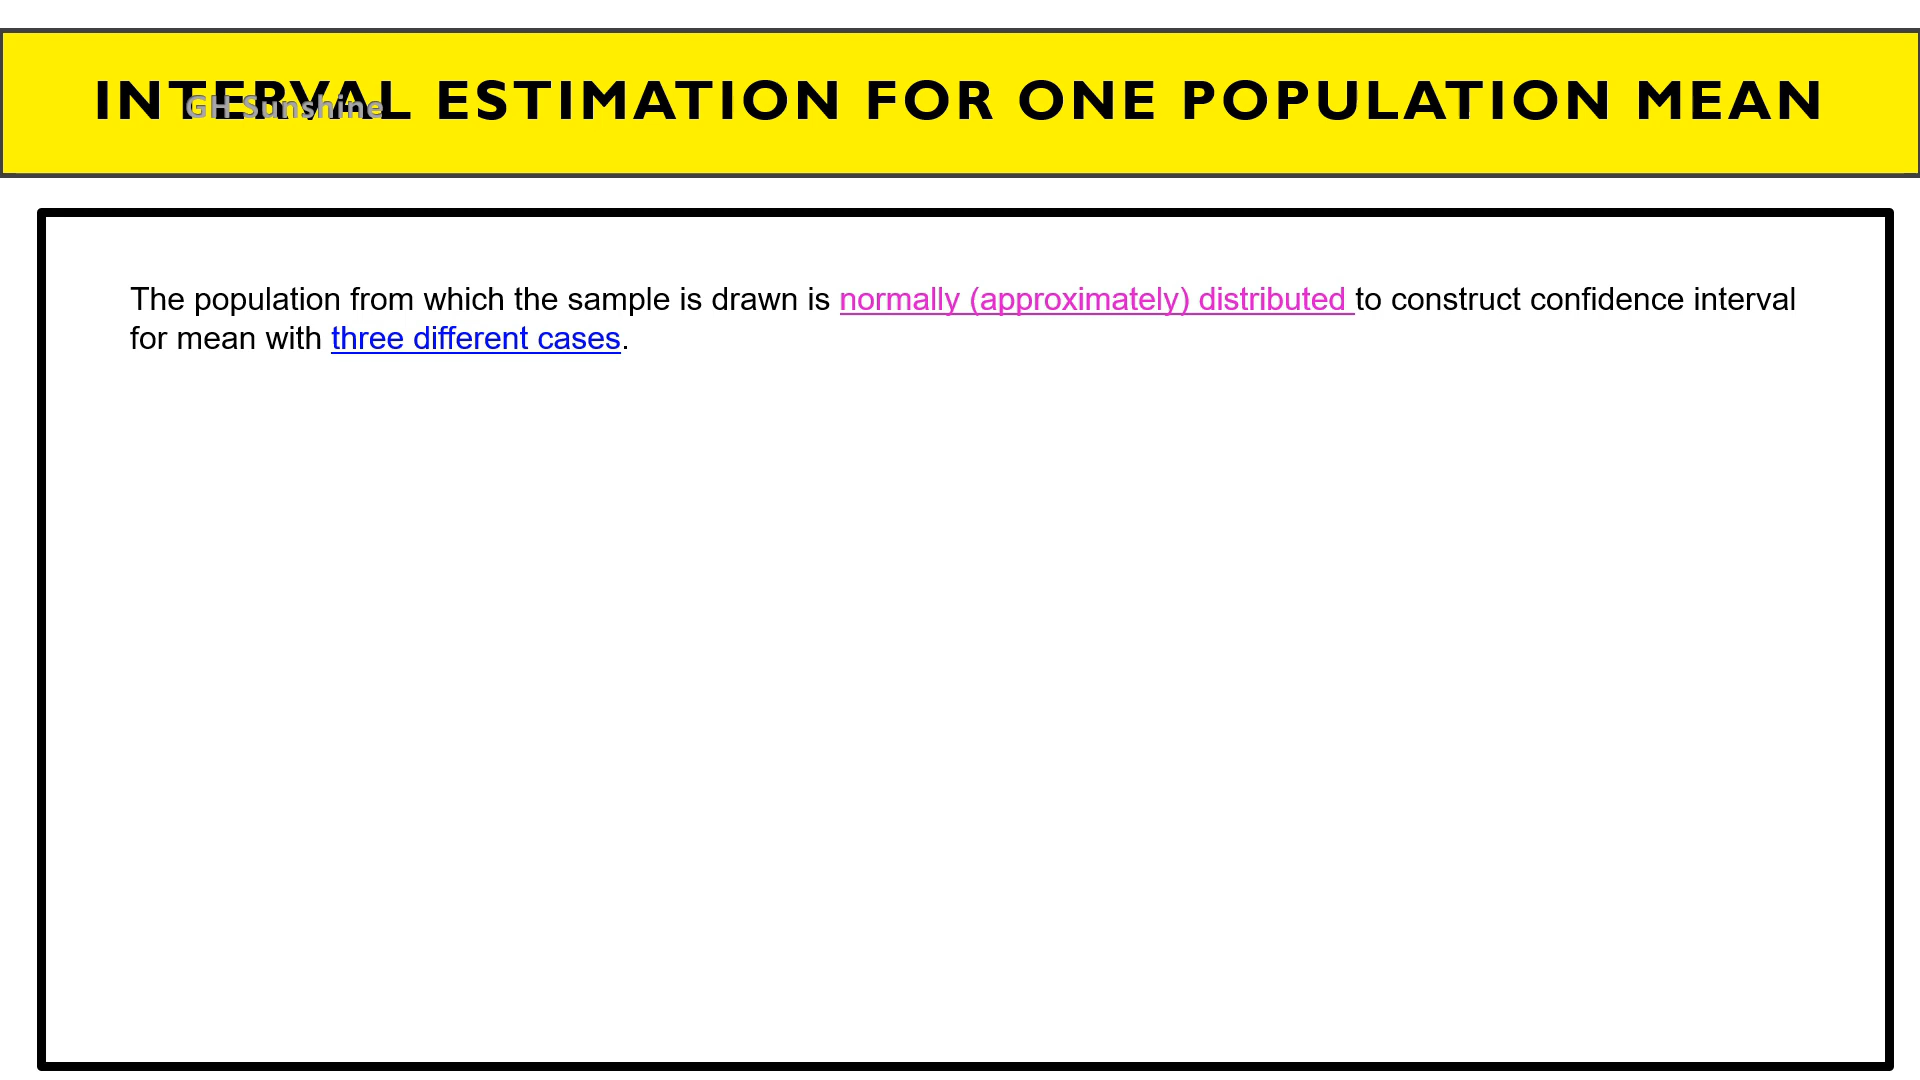 INTERVAL ESTIMATION FOR ONE POPULATION MEAN
GH Sunshine
The population from which the sample is drawn is normally (approximately) distributed to construct confidence interval
for mean with three different cases.